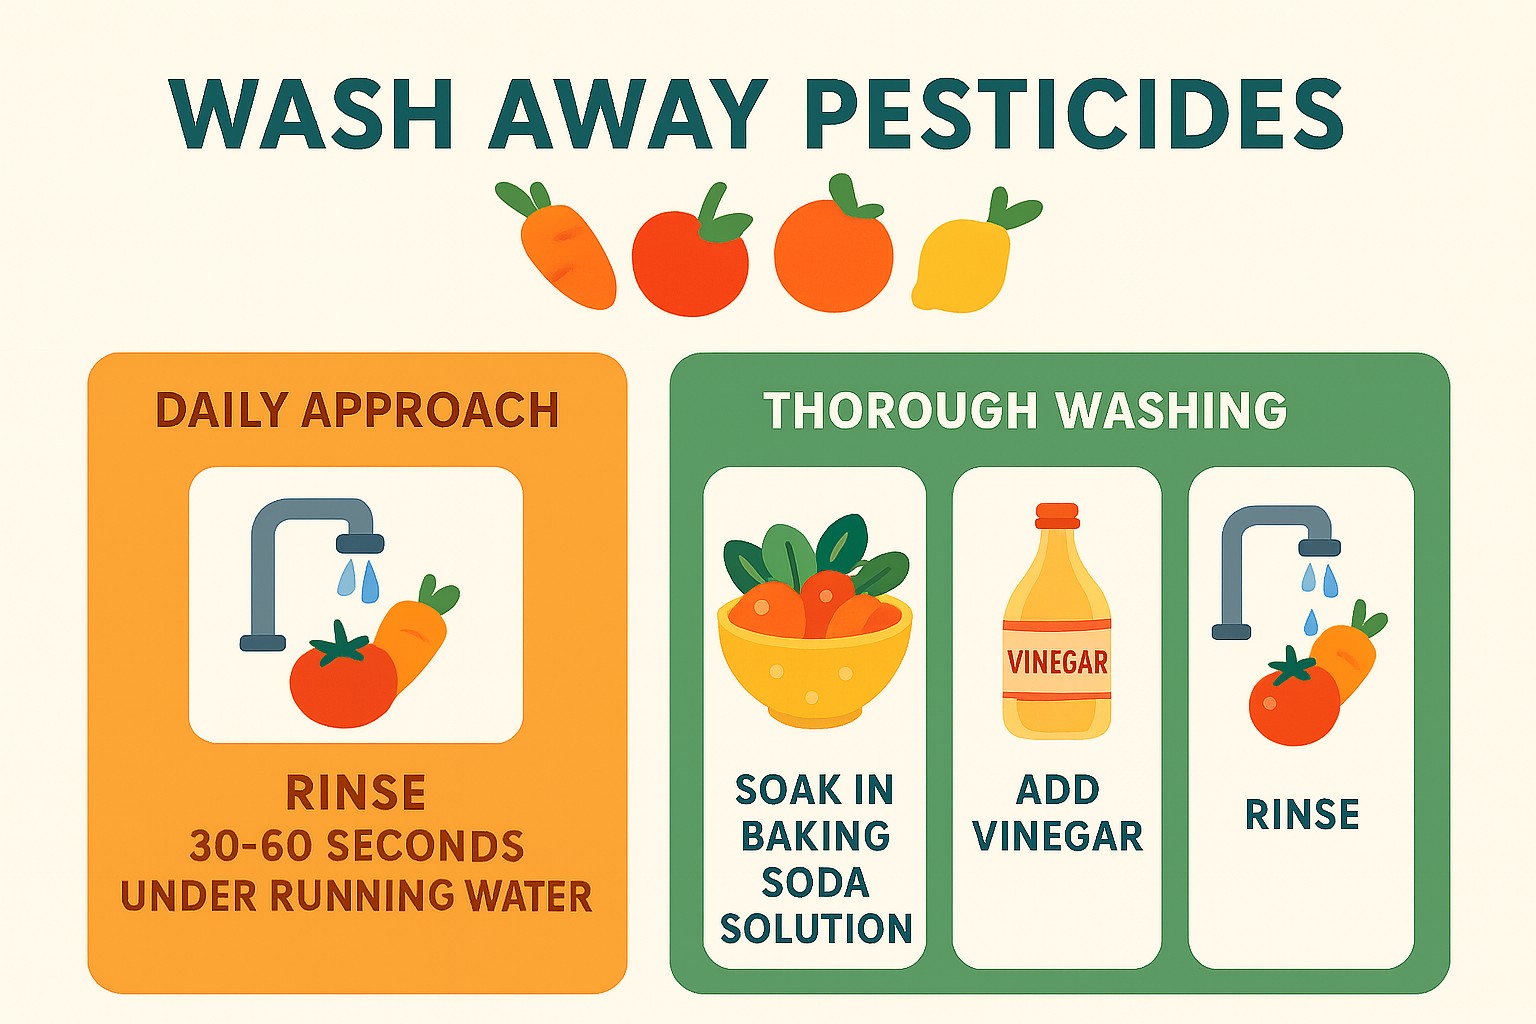 WASH AWAY PESTICIDES
DAILY APPROACH
RINSE
30-60 SECONDS
UNDER RUNNING WATER
THOROUGH WASHING
SOAK IN
BAKING
SODA
SOLUTION
VINEGAR
ADD
VINEGAR
RINSE